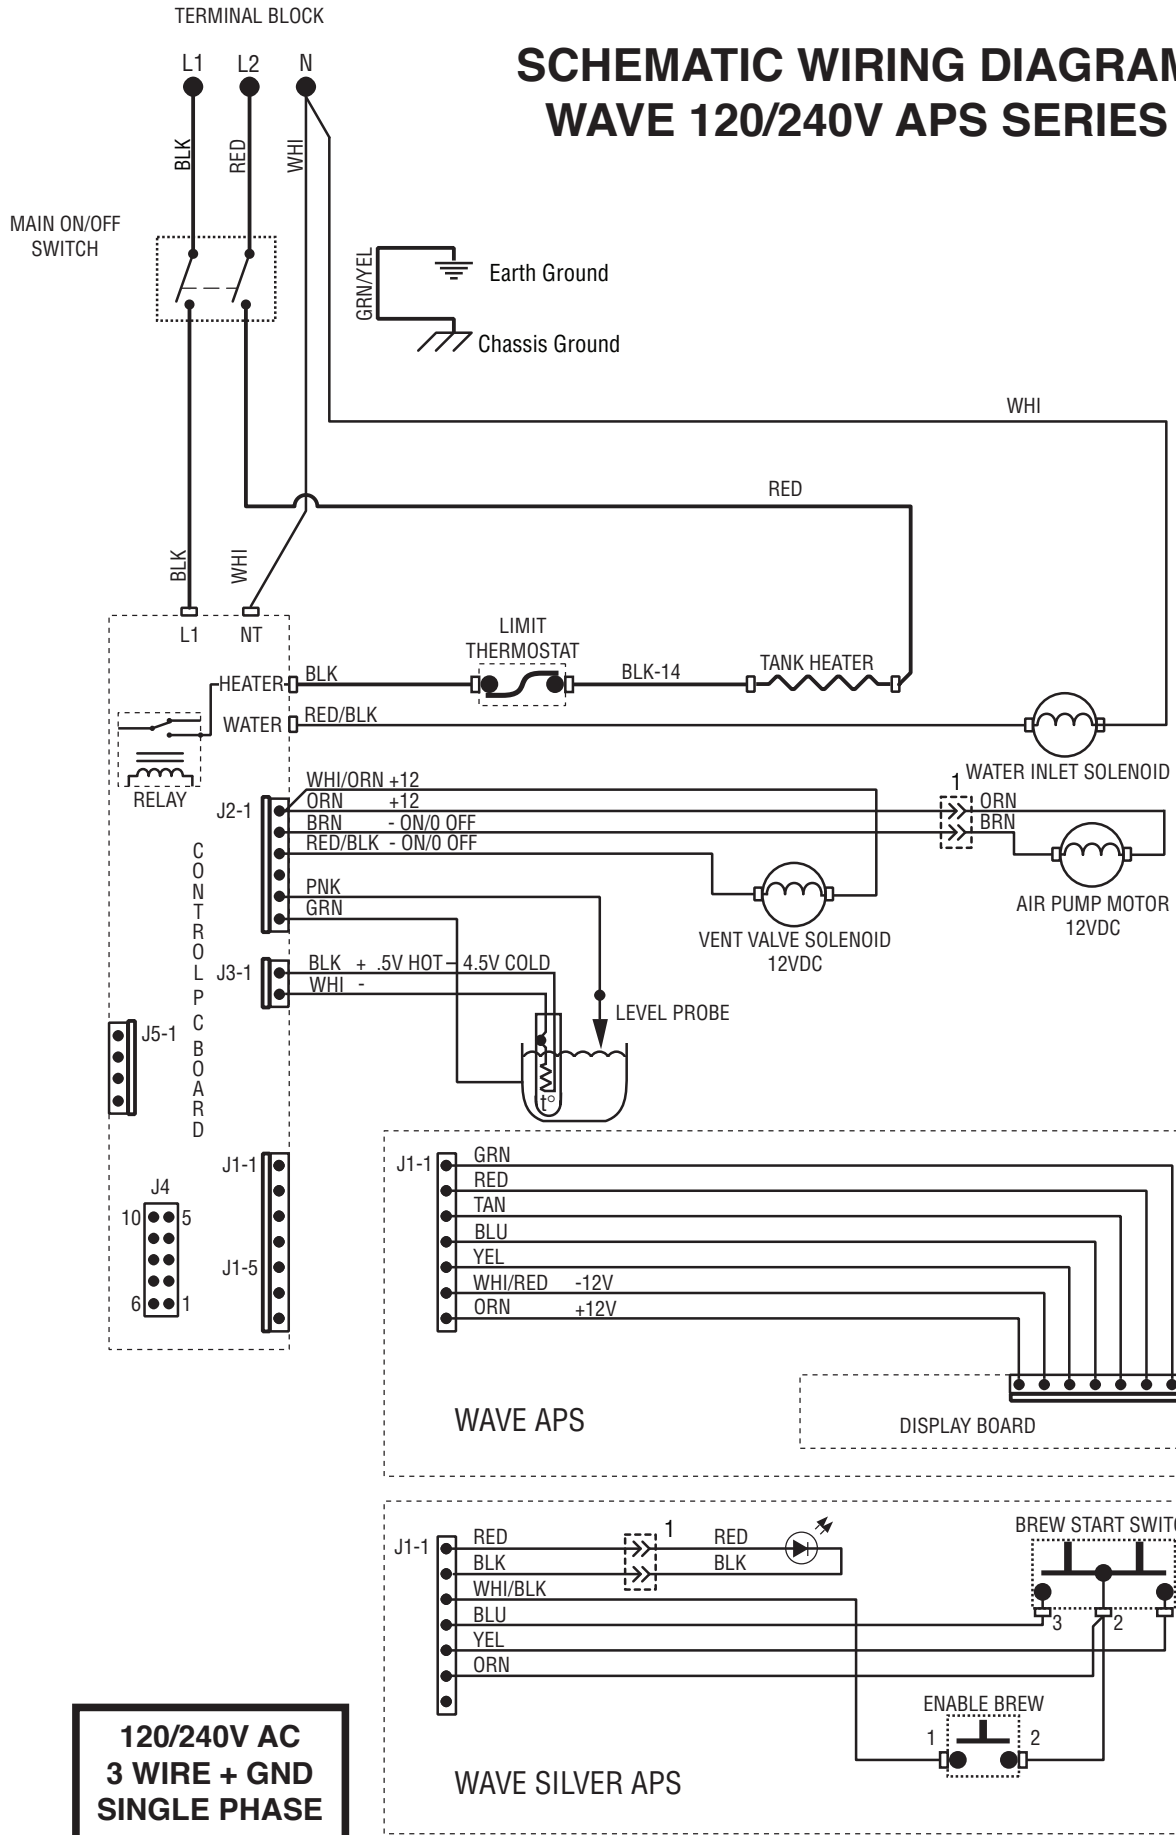 TERMINAL BLOCK
L1 L2 N
SCHEMATIC WIRING DIAGRAM
WAVE 120/240V APS SERIES
BLK
RED
WHI
MAIN ON/OFF
SWITCH
GRN/YEL
Earth Ground
Chassis Ground
WHI
RED
BLK
WHI
L1 NT
LIMIT
THERMOSTAT
HEATER
BLK
BLK-14
TANK HEATER
WATER
RED/BLK
WATER INLET SOLENOID
RELAY
WHI/ORN +12
J2-1
ORN +12
BRN - ON/0 OFF
RED/BLK - ON/0 OFF
1
ORN
BRN
PNK
GRN
AIR PUMP MOTOR
12VDC
VENT VALVE SOLENOID
12VDC
CONTROL P C BOARD
J3-1
BLK + .5V HOT – 4.5V COLD
WHI -
LEVEL PROBE
t°
J5-1
J1-1
J4
10 5
6 1
J1-5
J1-1
GRN
RED
TAN
BLU
YEL
WHI/RED -12V
ORN +12V
WAVE APS
DISPLAY BOARD
J1-1
RED
BLK
1
RED
BLK
WHI/BLK
BLU
YEL
ORN
BREW START SWITC
3 2
ENABLE BREW
1 2
WAVE SILVER APS
120/240V AC
3 WIRE + GND
SINGLE PHASE